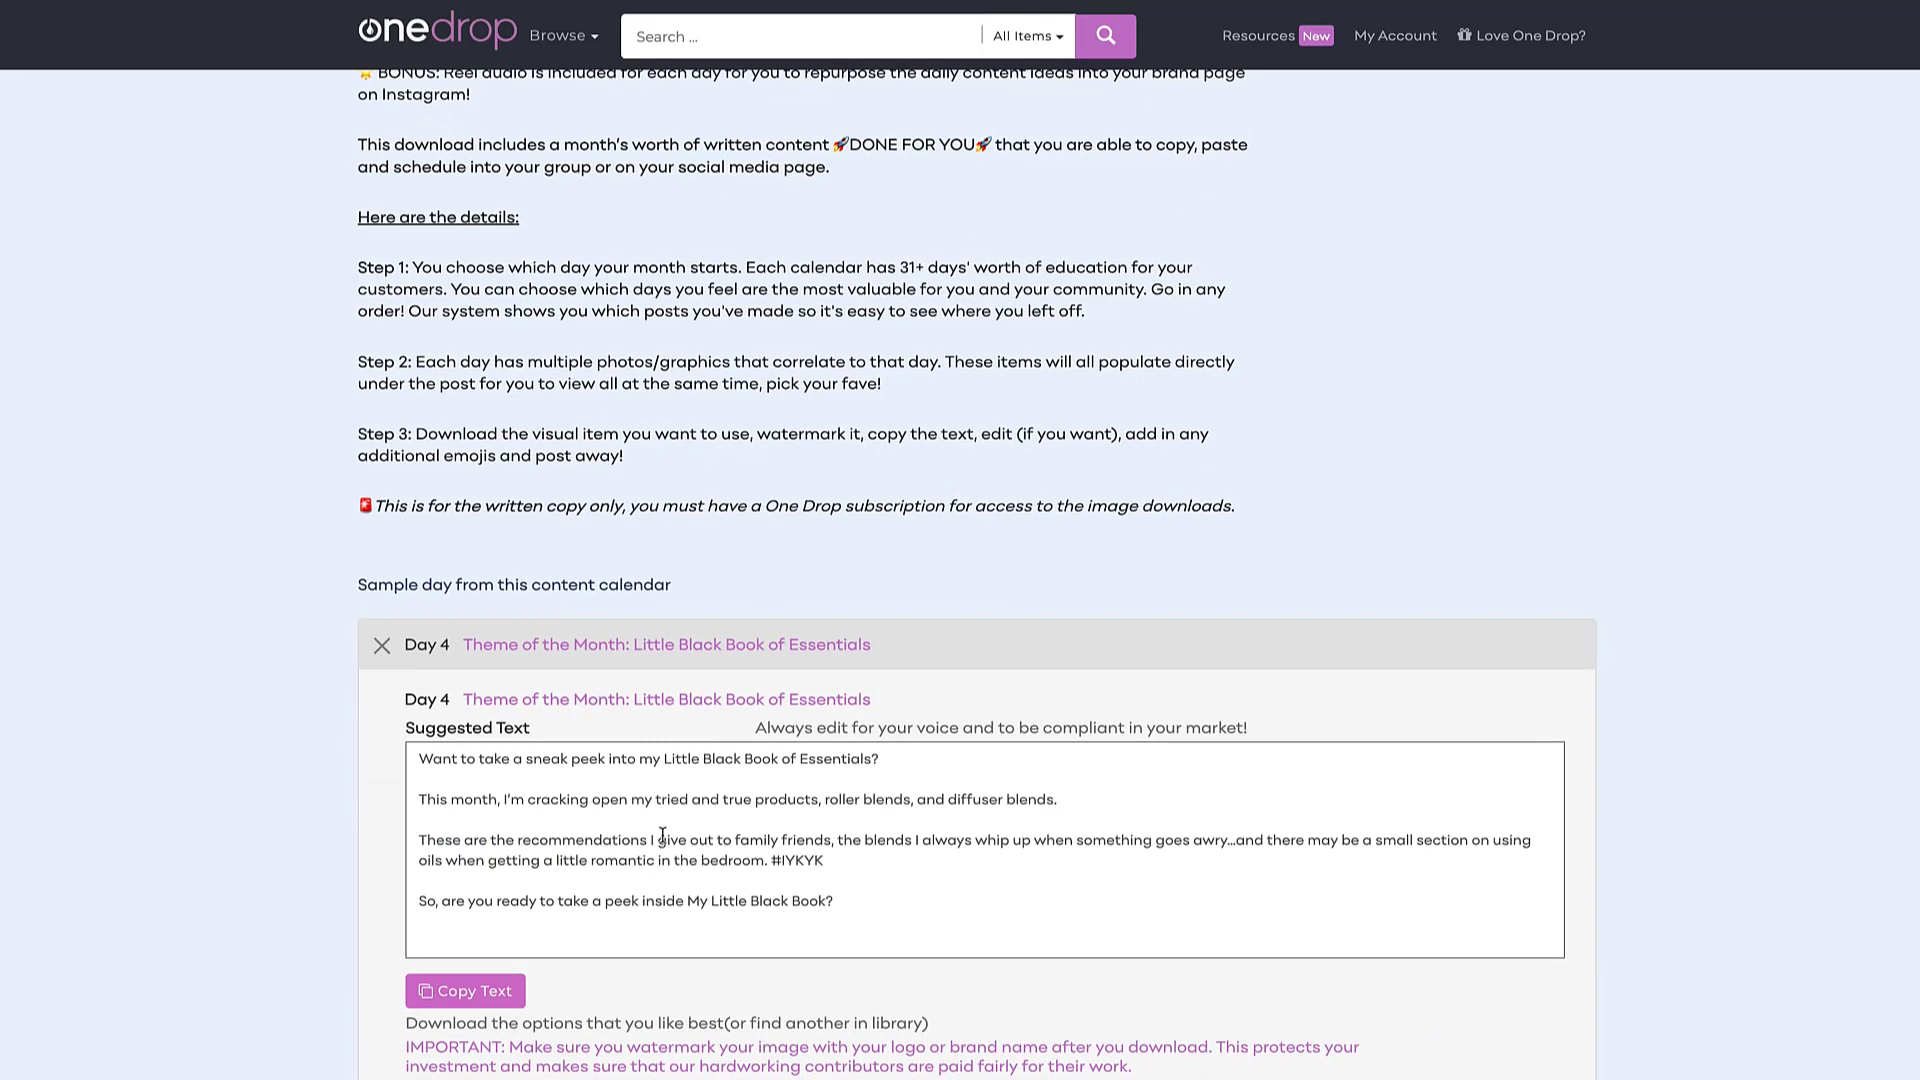 onedrop Browse Search ... All Items Resources New My Account Love One Drop?
BONUS: Reel audio is included for each day for you to repurpose the daily content ideas into your brand page
on Instagram!
This download includes a month's worth of written content 🚀DONE FOR YOU🚀 that you are able to copy, paste
and schedule into your group or on your social media page.
Here are the details:
Step 1: You choose which day your month starts. Each calendar has 31+ days' worth of education for your
customers. You can choose which days you feel are the most valuable for you and your community. Go in any
order! Our system shows you which posts you've made so it's easy to see where you left off.
Step 2: Each day has multiple photos/graphics that correlate to that day. These items will all populate directly
under the post for you to view all at the same time, pick your fave!
Step 3: Download the visual item you want to use, watermark it, copy the text, edit (if you want), add in any
additional emojis and post away!
🚨This is for the written copy only, you must have a One Drop subscription for access to the image downloads.
Sample day from this content calendar
Day 4 Theme of the Month: Little Black Book of Essentials
Day 4 Theme of the Month: Little Black Book of Essentials
Suggested Text Always edit for your voice and to be compliant in your market!
Want to take a sneak peek into my Little Black Book of Essentials?
This month, I'm cracking open my tried and true products, roller blends, and diffuser blends.
These are the recommendations I give out to family friends, the blends I always whip up when something goes awry...and there may be a small section on using
oils when getting a little romantic in the bedroom. #IYKYK
So, are you ready to take a peek inside My Little Black Book?
Copy Text
Download the options that you like best(or find another in library)
IMPORTANT: Make sure you watermark your image with your logo or brand name after you download. This protects your
investment and makes sure that our hardworking contributors are paid fairly for their work.